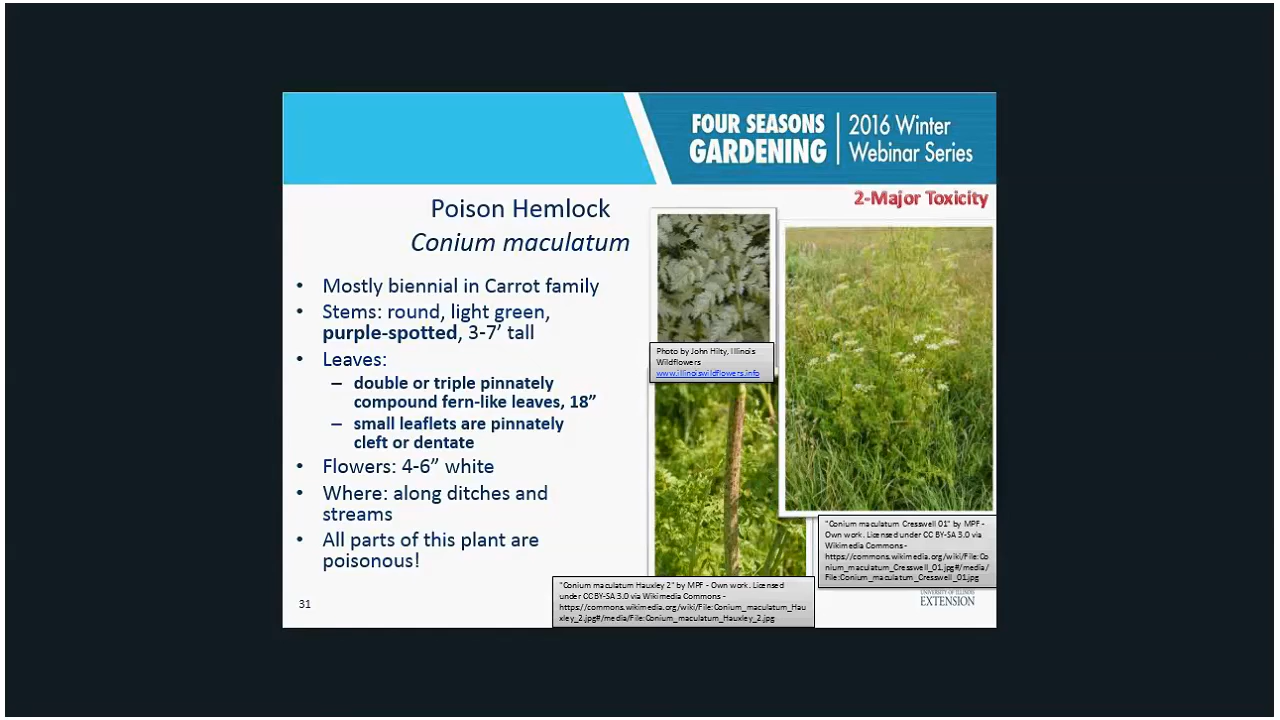 FOUR SEASONS
GARDENING
2016 Winter
Webinar Series
2-Major Toxicity
Poison Hemlock
Conium maculatum
• Mostly biennial in Carrot family
• Stems: round, light green,
purple-spotted, 3-7’ tall
• Leaves:
– double or triple pinnately
compound fern-like leaves, 18”
– small leaflets are pinnately
cleft or dentate
• Flowers: 4-6” white
• Where: along ditches and
streams
• All parts of this plant are
poisonous!
Photo by John Hilty, Illinois
Wildflowers
www.illinoiswildflowers.info
"Conium maculatum Cresswell 01" by MPF -
Own work. Licensed under CC BY-SA 3.0 via
Wikimedia Commons -
https://commons.wikimedia.org/wiki/File:Co
nium_maculatum_Cresswell_01.jpg#/media/
File:Conium_maculatum_Cresswell_01.jpg
"Conium maculatum Hauxley 2" by MPF - Own work. Licensed
under CC BY-SA 3.0 via Wikimedia Commons -
https://commons.wikimedia.org/wiki/File:Conium_maculatum_Hau
xley_2.jpg#/media/File:Conium_maculatum_Hauxley_2.jpg
31
UNIVERSITY OF ILLINOIS
EXTENSION